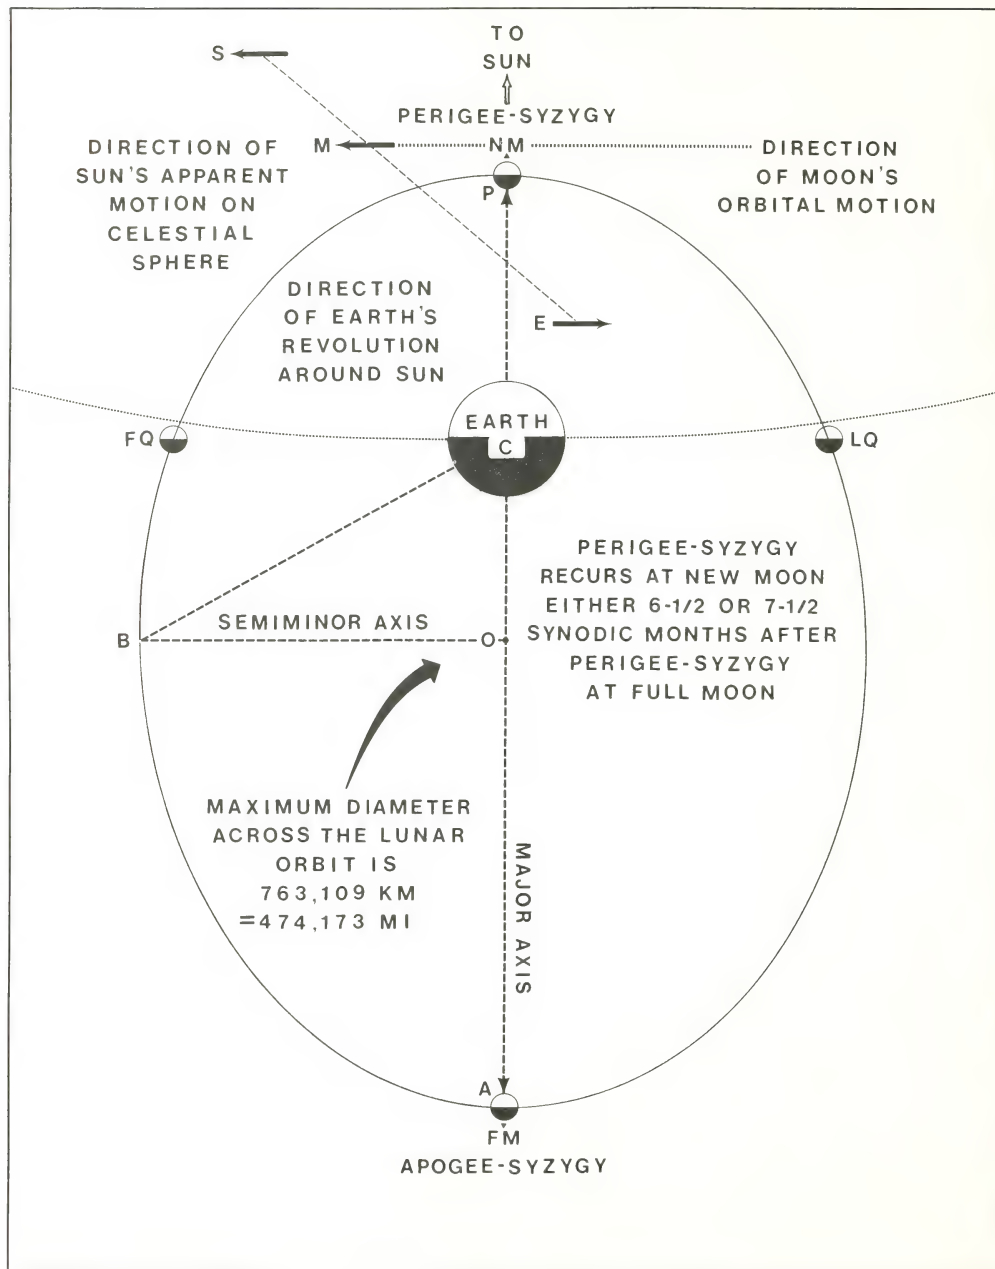 TO
SUN
S
PERIGEE-SYZYGY
M
NM
DIRECTION OF
SUN'S APPARENT
MOTION ON
CELESTIAL
SPHERE
DIRECTION
OF MOON'S
ORBITAL MOTION
P
DIRECTION
OF EARTH'S
REVOLUTION
AROUND SUN
E
EARTH
C
FQ
LQ
PERIGEE-SYZYGY
RECURS AT NEW MOON
EITHER 6-1/2 OR 7-1/2
SYNODIC MONTHS AFTER
PERIGEE-SYZYGY
AT FULL MOON
SEMIMINOR AXIS
B
O
MAXIMUM DIAMETER
ACROSS THE LUNAR
ORBIT IS
763,109 KM
=474,173 MI
MAJOR AXIS
A
FM
APOGEE-SYZYGY